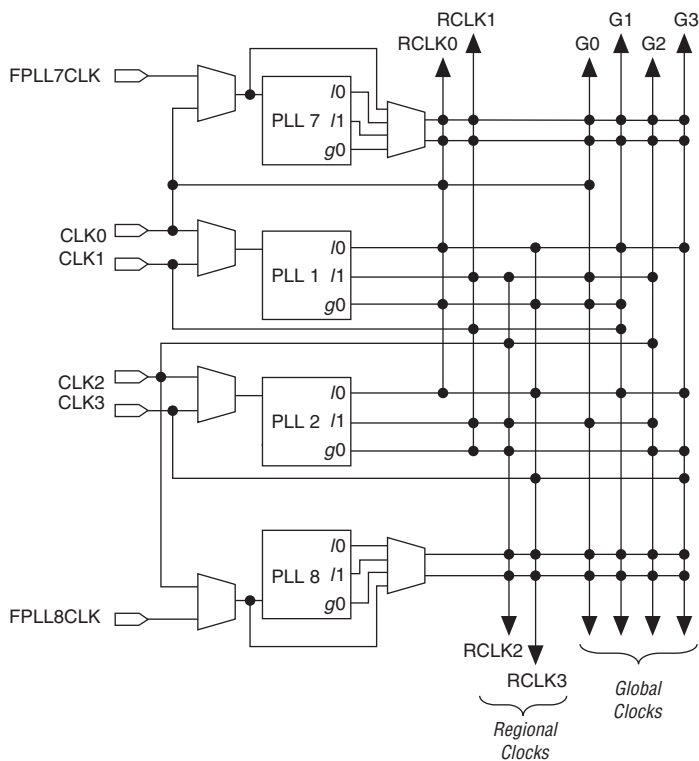 RCLK1
G1
G3
RCLK0
G0
G2
FPLL7CLK
l0
PLL 7
l1
g0
CLK0
CLK1
l0
PLL 1
l1
g0
CLK2
CLK3
l0
PLL 2
l1
g0
l0
PLL 8
l1
g0
FPLL8CLK
RCLK2
RCLK3
Regional
Clocks
Global
Clocks